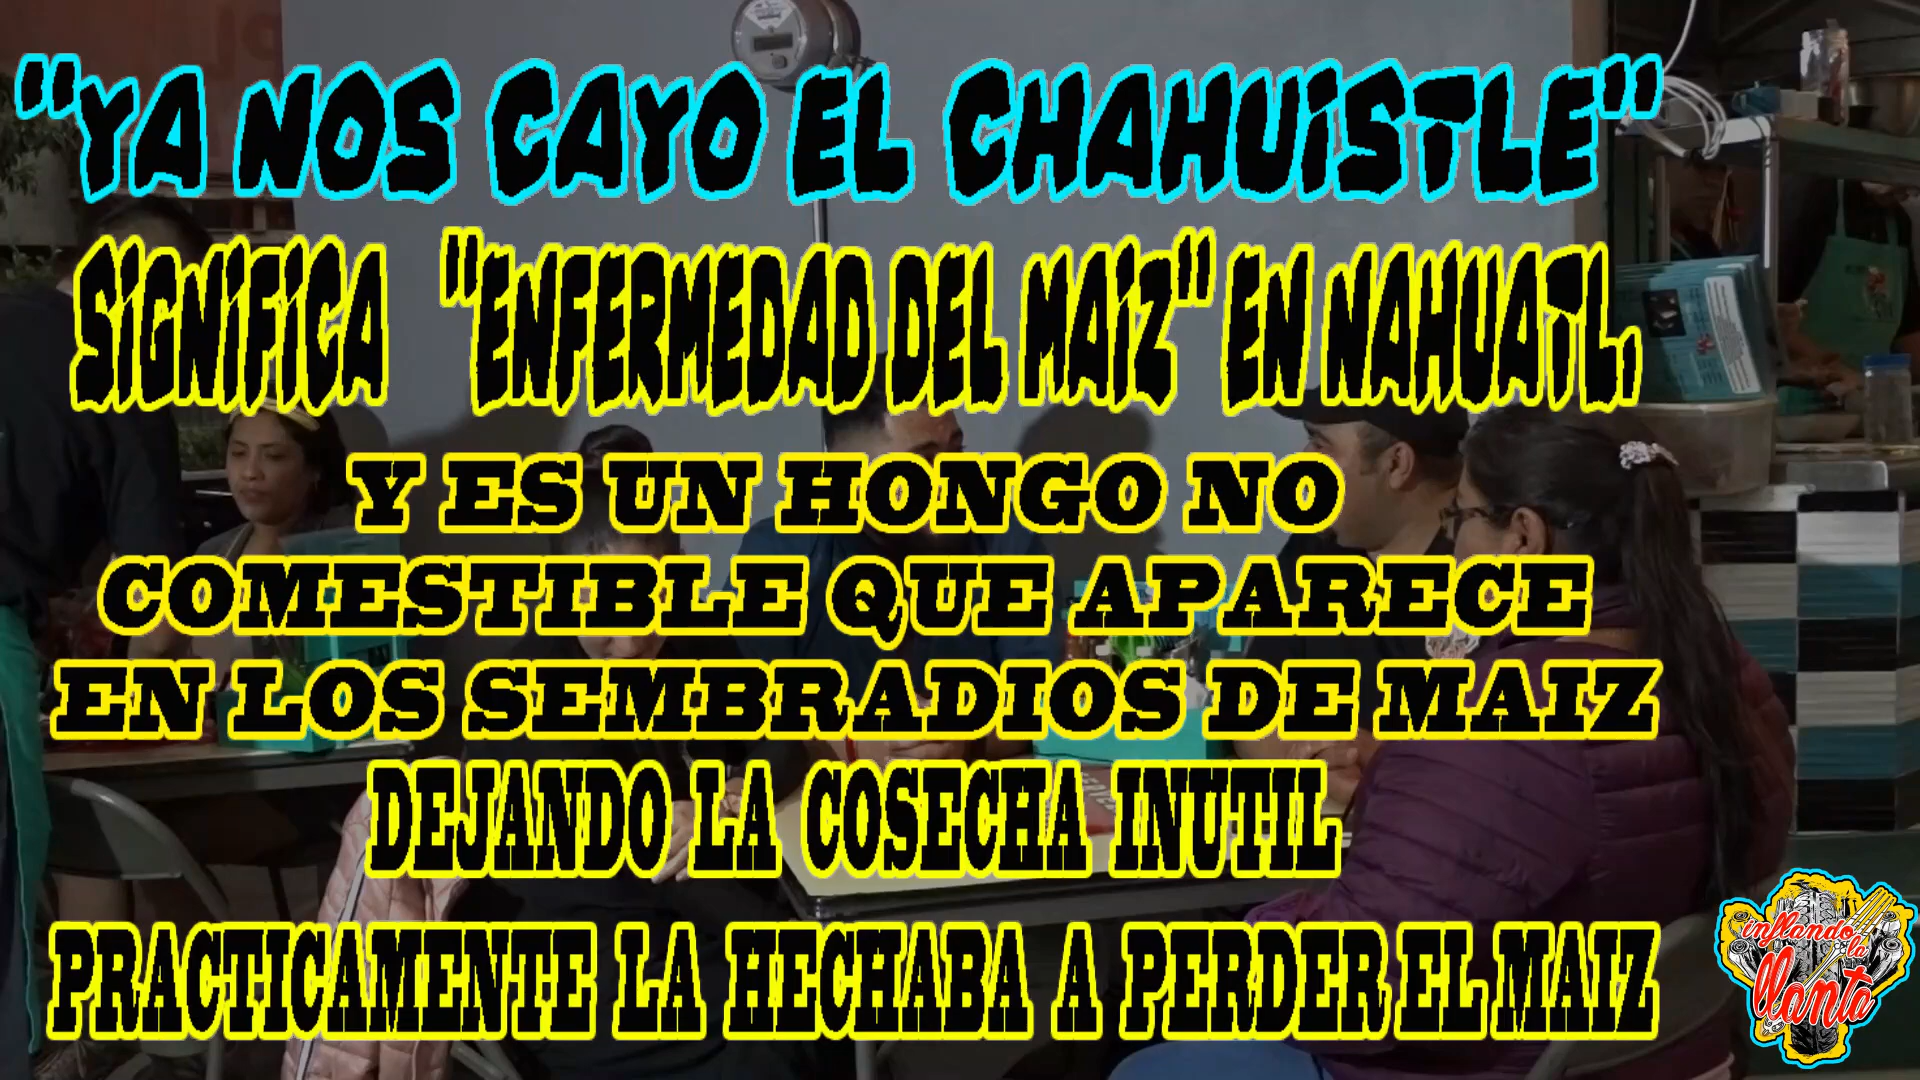 "YA NOS CAYO EL CHAHUISTLE"
SIGNIFICA "ENFERMEDAD DEL MAIZ" EN NAHUATL.
Y ES UN HONGO NO
COMESTIBLE QUE APARECE
EN LOS SEMBRADIOS DE MAIZ
DEJANDO LA COSECHA INUTIL
PRACTICAMENTE LA HECHABA A PERDER EL MAIZ
inflando
la
llanta